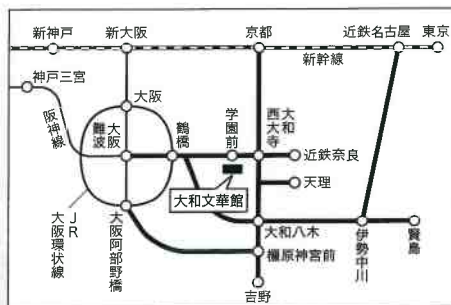 新神戸
新大阪
京都
近鉄名古屋
東京
新幹線
神戸三宮
阪神線
大阪
大阪難波
鶴橋
学園前
大和西大寺
近鉄奈良
天理
大和文華館
JR大阪環状線
大阪阿部野橋
大和八木
橿原神宮前
伊勢中川
賢島
吉野